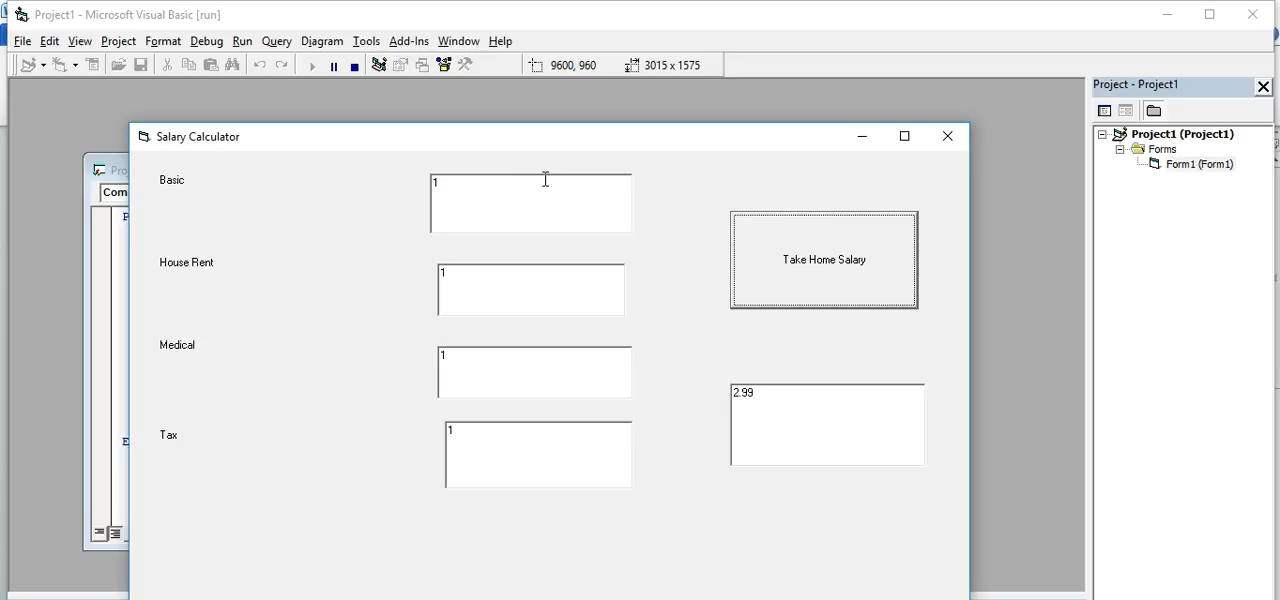 Project1 - Microsoft Visual Basic [run]
File Edit View Project Format Debug Run Query Diagram Tools Add-Ins Window Help
9600, 960 3015 x 1575
Project - Project1
Project1 (Project1)
Forms
Form1 (Form1)
Salary Calculator
Basic 1
Take Home Salary
House Rent 1
Medical 1
2.99
Tax 1